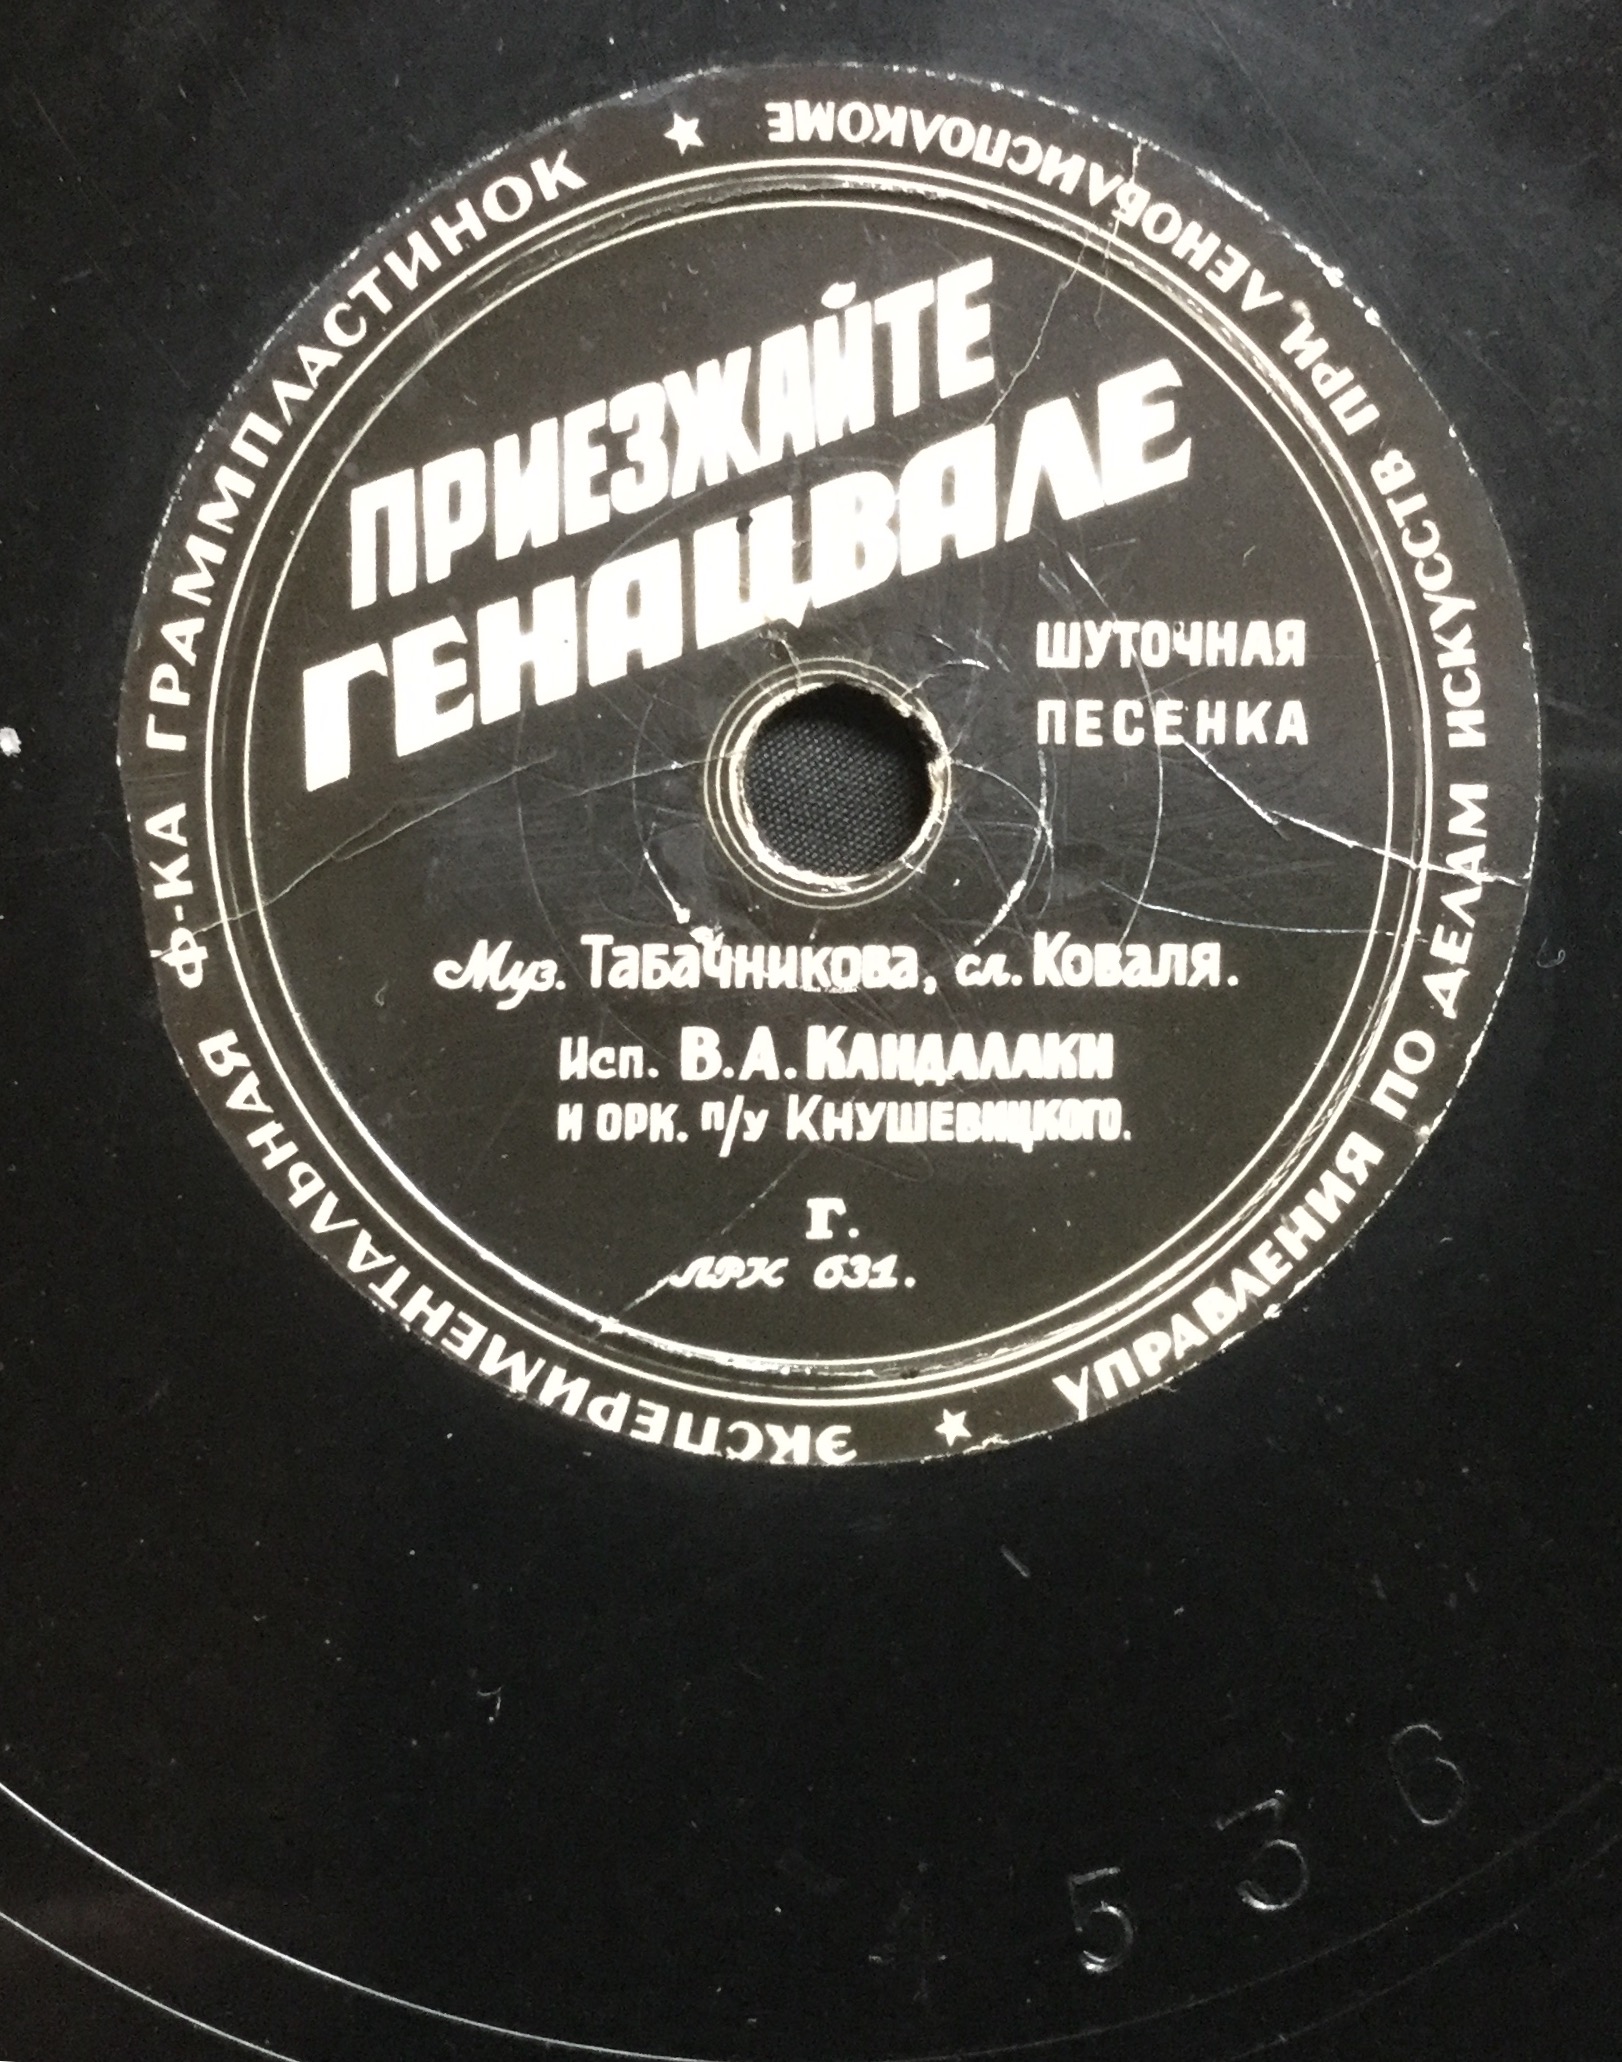 ЭКСПЕРИМЕНТАЛЬНАЯ Ф-КА ГРАММПЛАСТИНОК ★
УПРАВЛЕНИЯ ПО ДЕЛАМ ИСКУССТВ ПРИ, ЛЕНОБЛИСПОЛКОМЕ ★
ПРИЕЗЖАЙТЕ
ГЕНАЦВАЛЕ
ШУТОЧНАЯ
ПЕСЕНКА
Муз. Табачникова, сл. Коваля.
Исп. В.А. Кандалаки
и орк. п/у Кнушевицкого.
Г.
ЛРК 631.
4536